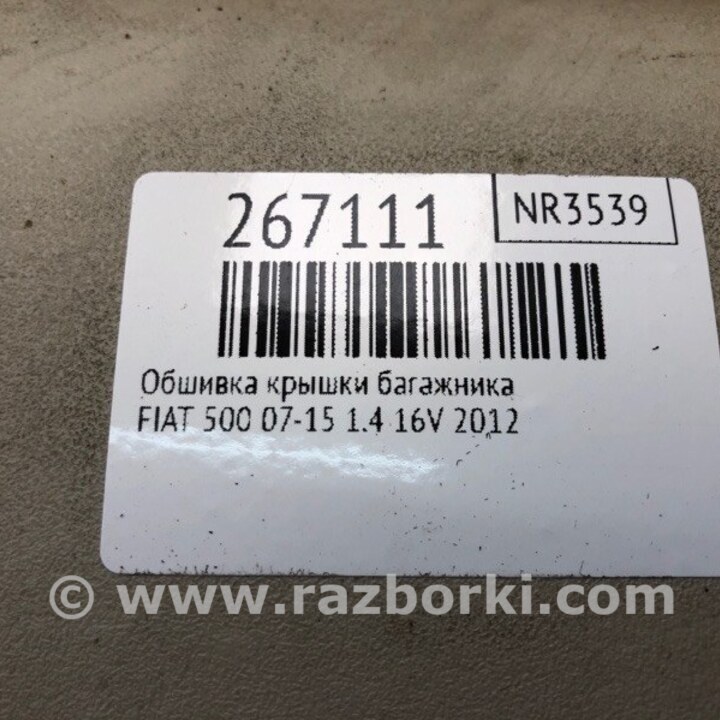 267111
NR3539
Обшивка крышки багажника
FIAT 500 07-15 1.4 16V 2012
© www.razborki.com